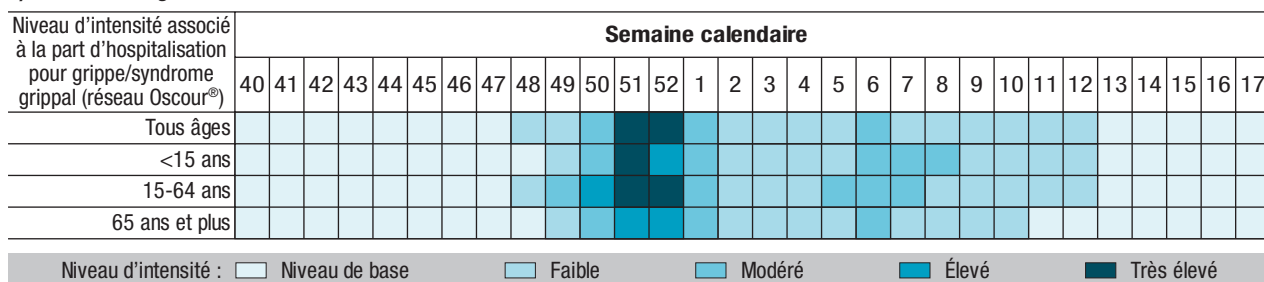 Niveau d'intensité associé
à la part d'hospitalisation
pour grippe/syndrome
grippal (réseau Oscour®)
Semaine calendaire
40 41 42 43 44 45 46 47 48 49 50 51 52 1 2 3 4 5 6 7 8 9 10 11 12 13 14 15 16 17
Tous âges
<15 ans
15-64 ans
65 ans et plus
Niveau d'intensité : Niveau de base Faible Modéré Élevé Très élevé